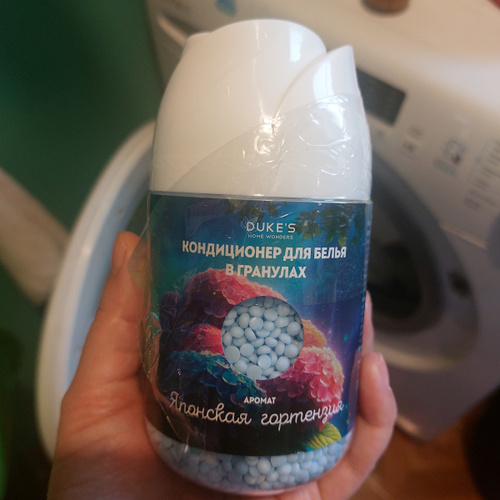 DUKE'S
HOME WONDERS
КОНДИЦИОНЕР ДЛЯ БЕЛЬЯ
В ГРАНУЛАХ
АРОМАТ
Японская гортензия